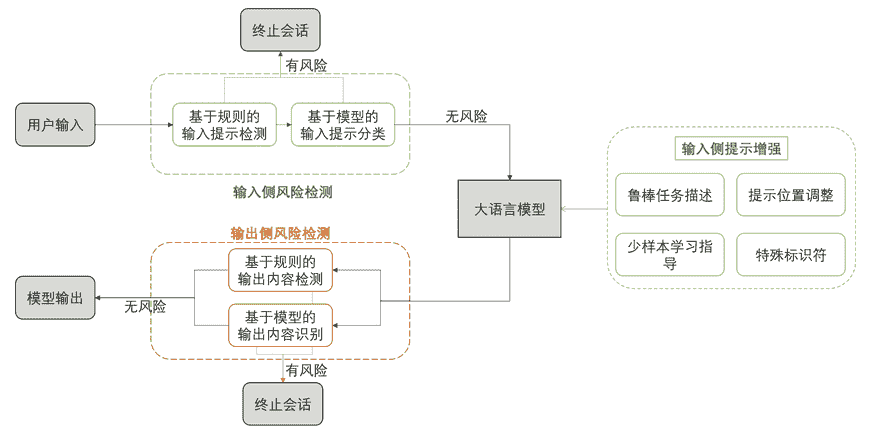 终止会话
有风险
用户输入
基于规则的
输入提示检测
基于模型的
输入提示分类
无风险
输入侧风险检测
输入侧提示增强
鲁棒任务描述
提示位置调整
少样本学习指
导
特殊标识符
大语言模型
输出侧风险检测
基于规则的
输出内容检测
基于模型的
输出内容识别
模型输出
无风险
有风险
终止会话